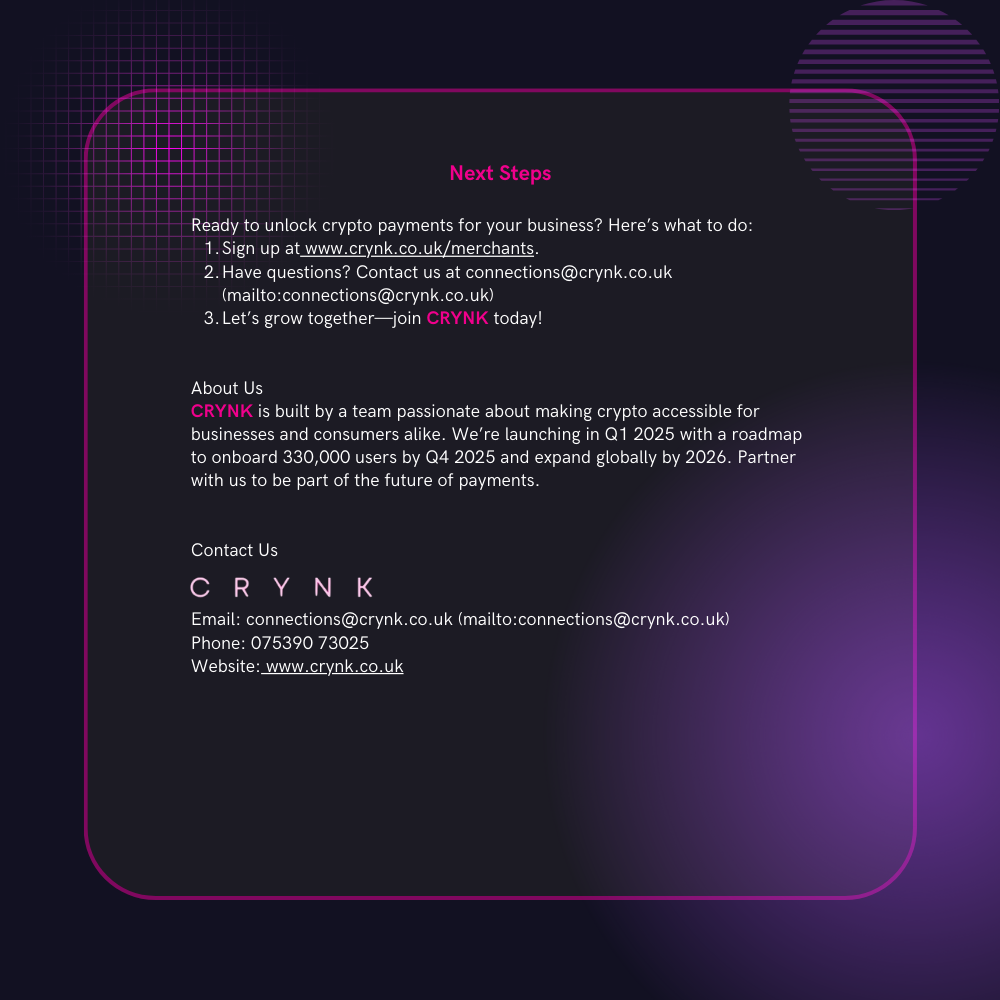 Next Steps
Ready to unlock crypto payments for your business? Here’s what to do:
1. Sign up at www.crynk.co.uk/merchants.
2. Have questions? Contact us at connections@crynk.co.uk
(mailto:connections@crynk.co.uk)
3. Let’s grow together—join CRYNK today!
About Us
CRYNK is built by a team passionate about making crypto accessible for
businesses and consumers alike. We’re launching in Q1 2025 with a roadmap
to onboard 330,000 users by Q4 2025 and expand globally by 2026. Partner
with us to be part of the future of payments.
Contact Us
C R Y N K
Email: connections@crynk.co.uk (mailto:connections@crynk.co.uk)
Phone: 075390 73025
Website: www.crynk.co.uk